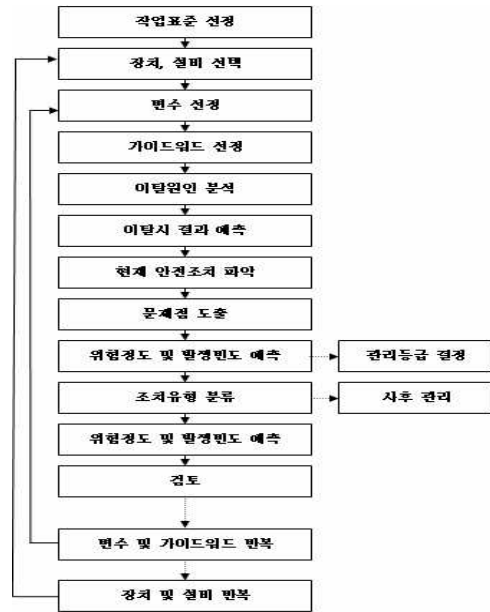 작업표준 선정
장치, 설비 선택
변수 선정
가이드워드 선정
이탈원인 분석
이탈시 결과 예측
현재 안전조치 파악
문제점 도출
위험정도 및 발생빈도 예측
관리등급 결정
조치유형 분류
사후 관리
위험정도 및 발생빈도 예측
검토
변수 및 가이드워드 반복
장치 및 설비 반복